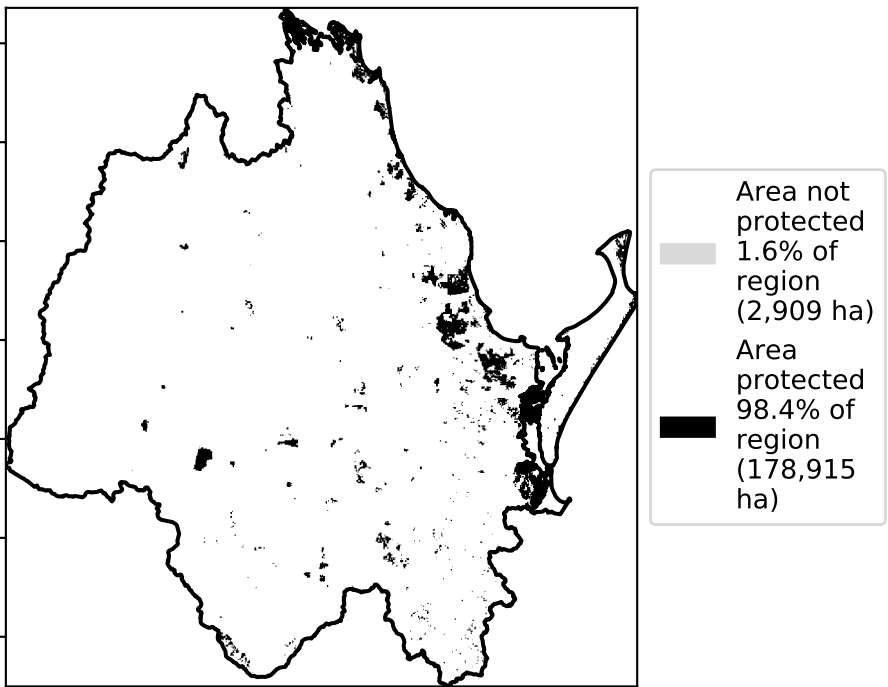 Area not
protected
1.6% of
region
(2,909 ha)
Area
protected
98.4% of
region
(178,915
ha)